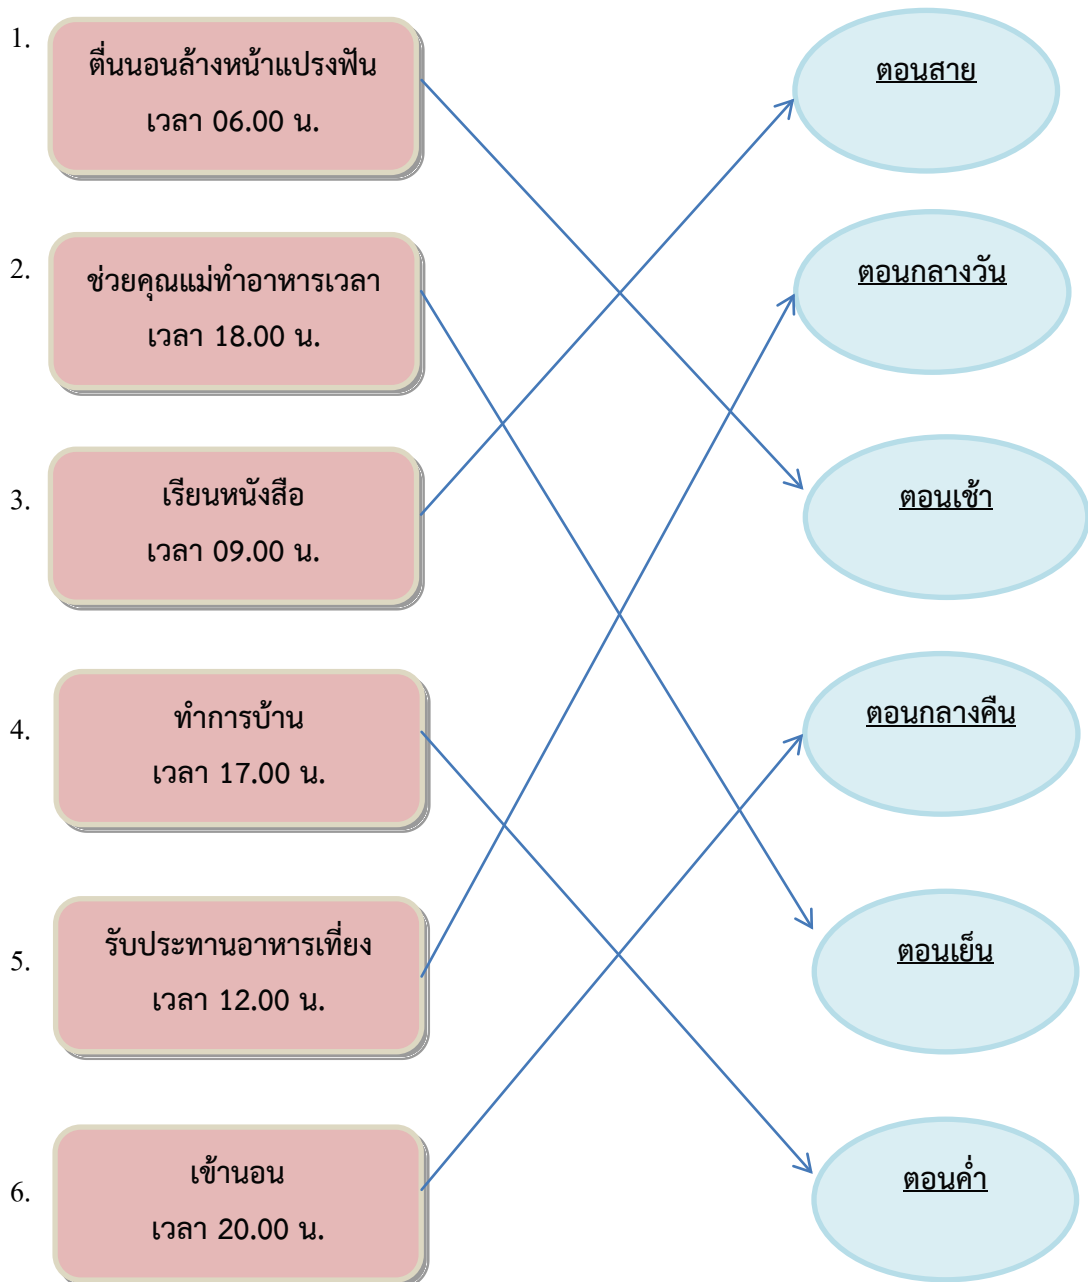 1.
ตื่นนอนล้างหน้าแปรงฟัน
เวลา 06.00 น.
ตอนสาย
2.
ช่วยคุณแม่ทำอาหารเวลา
เวลา 18.00 น.
ตอนกลางวัน
3.
เรียนหนังสือ
เวลา 09.00 น.
ตอนเช้า
4.
ทำการบ้าน
เวลา 17.00 น.
ตอนกลางคืน
5.
รับประทานอาหารเที่ยง
เวลา 12.00 น.
ตอนเย็น
6.
เข้านอน
เวลา 20.00 น.
ตอนค่ำ